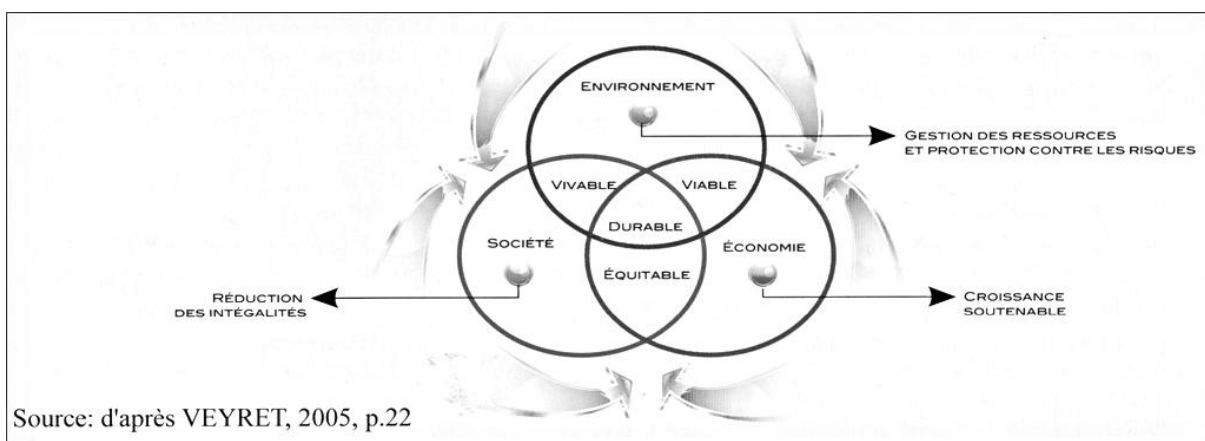 ENVIRONNEMENT
GESTION DES RESSOURCES
ET PROTECTION CONTRE LES RISQUES
VIVABLE
VIABLE
DURABLE
SOCIÉTÉ
ÉCONOMIE
ÉQUITABLE
RÉDUCTION
DES INTÉGALITÉS
CROISSANCE
SOUTENABLE
Source: d'après VEYRET, 2005, p.22